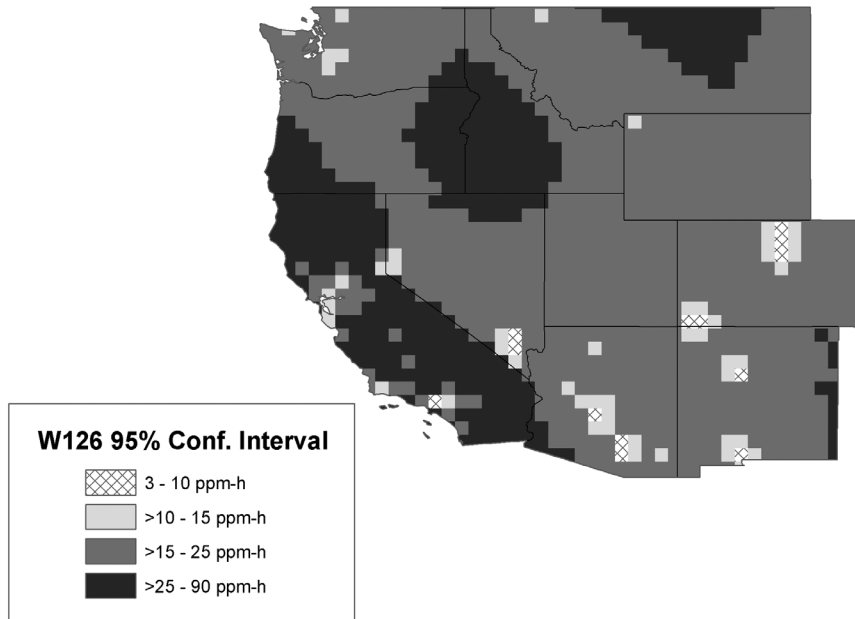 W126 95% Conf. Interval
3 - 10 ppm-h
>10 - 15 ppm-h
>15 - 25 ppm-h
>25 - 90 ppm-h